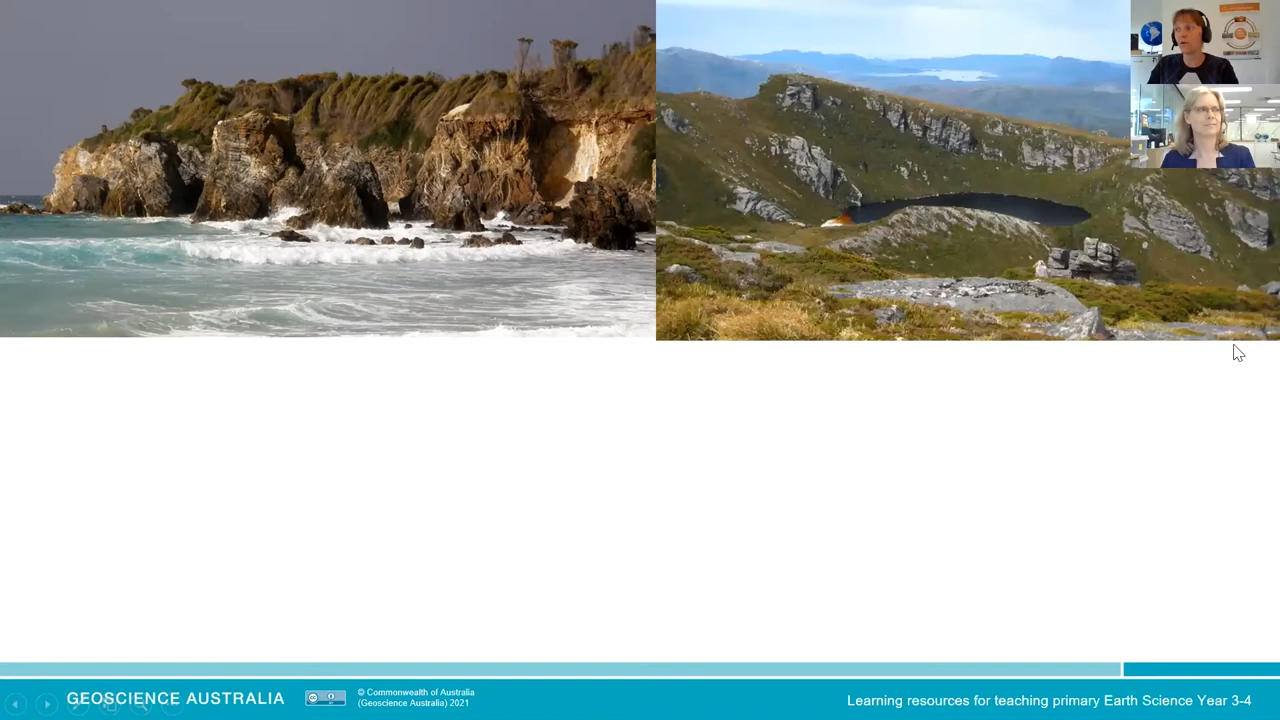 GEOSCIENCE AUSTRALIA
© Commonwealth of Australia
(Geoscience Australia) 2021
Learning resources for teaching primary Earth Science Year 3-4